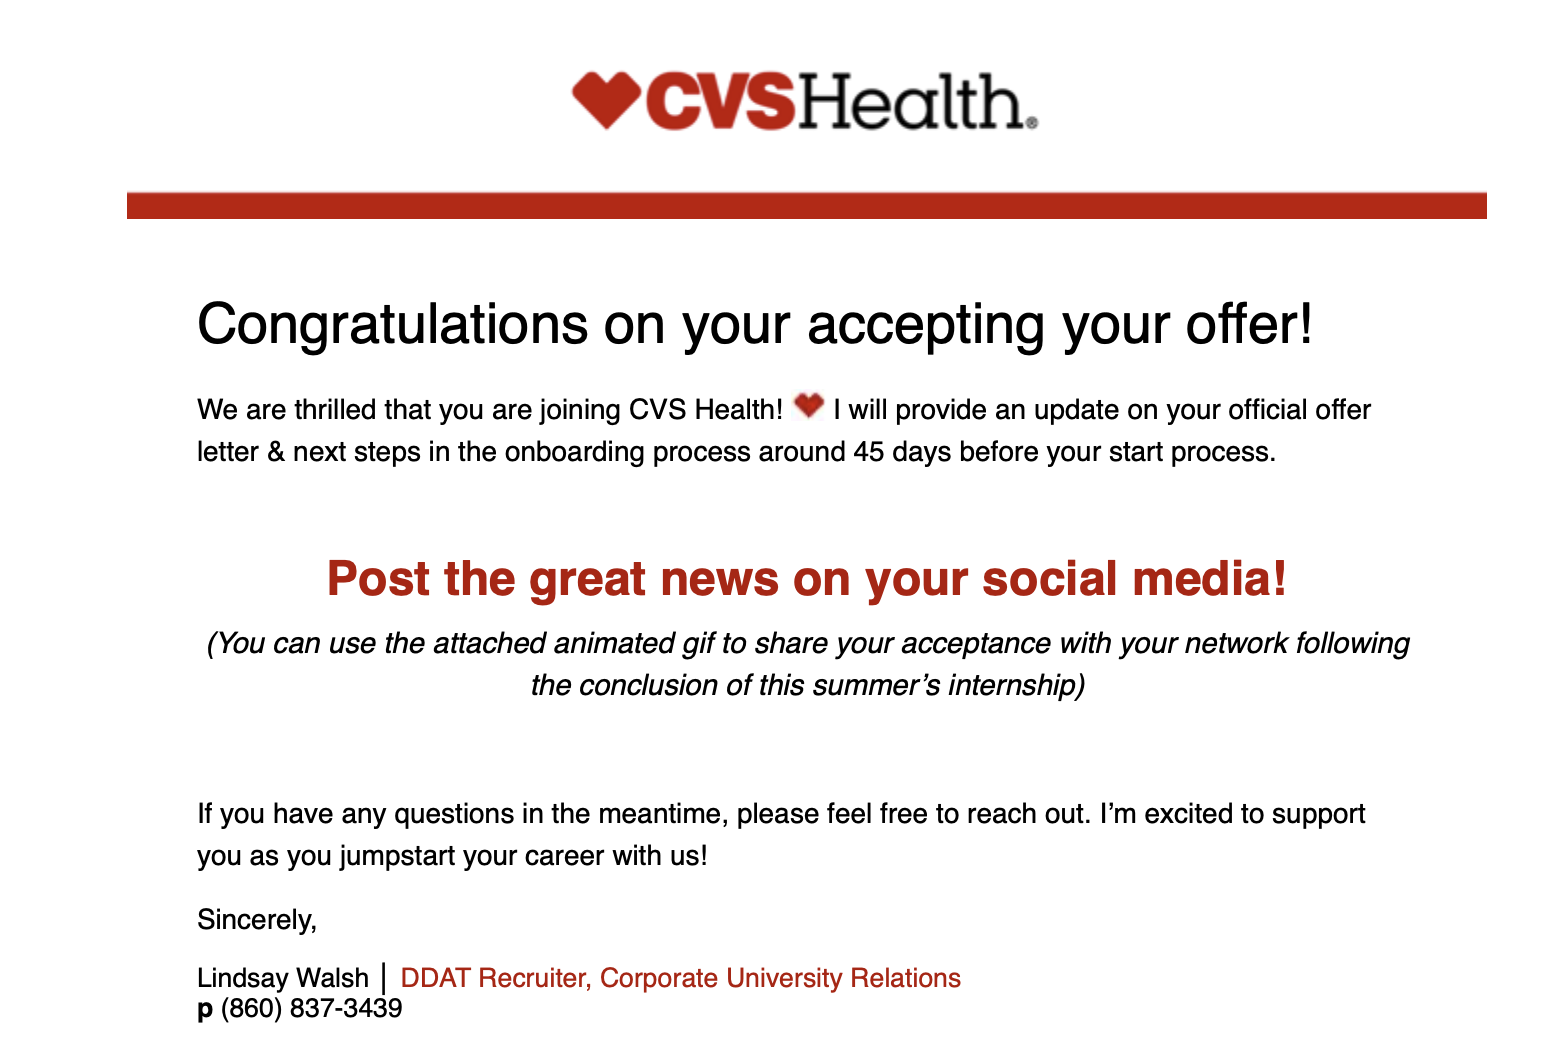 CVSHealth®
Congratulations on your accepting your offer!
We are thrilled that you are joining CVS Health! ❤ I will provide an update on your official offer
letter & next steps in the onboarding process around 45 days before your start process.
Post the great news on your social media!
(You can use the attached animated gif to share your acceptance with your network following
the conclusion of this summer’s internship)
If you have any questions in the meantime, please feel free to reach out. I’m excited to support
you as you jumpstart your career with us!
Sincerely,
Lindsay Walsh | DDAT Recruiter, Corporate University Relations
p (860) 837-3439